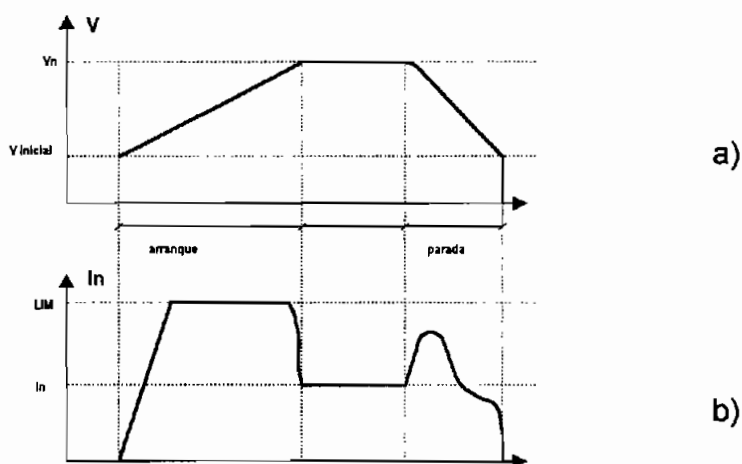 V
Vn
V inicial
a)
arranque
parada
In
LIM
In
b)